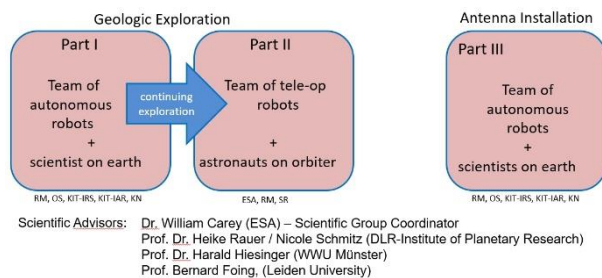 Geologic Exploration
Antenna Installation
Part I
Team of
autonomous
robots
+
scientist on earth
continuing
exploration
Part II
Team of tele-op
robots
+
astronauts on orbiter
Part III
Team of
autonomous
robots
+
scientists on earth
RM, OS, KIT-IRS, KIT-IAR, KN
ESA, RM, SR
RM, OS, KIT-IRS, KIT-IAR, KN
Scientific Advisors: Dr. William Carey (ESA) – Scientific Group Coordinator
Prof. Dr. Heike Rauer / Nicole Schmitz (DLR-Institute of Planetary Research)
Prof. Dr. Harald Hiesinger (WWU Münster)
Prof. Bernard Foing, (Leiden University)